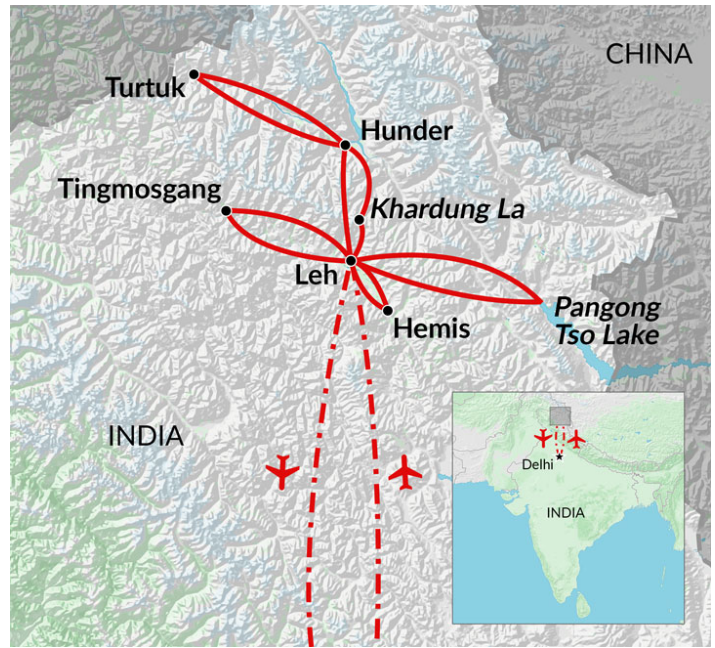 CHINA
Turtuk
Hunder
Tingmosgang
Khardung La
Leh
Pangong
Tso Lake
Hemis
INDIA
Delhi
INDIA